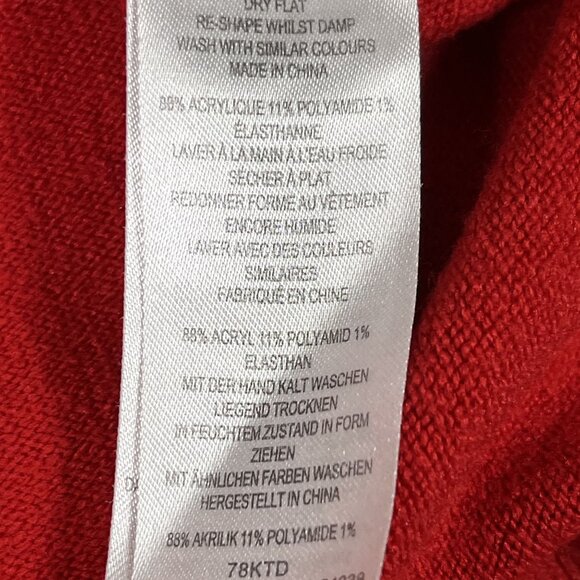 DRY FLAT
RE-SHAPE WHILST DAMP
WASH WITH SIMILAR COLOURS
MADE IN CHINA
88% ACRYLIQUE 11% POLYAMIDE 1%
ÉLASTHANNE
LAVER À LA MAIN À L'EAU FROIDE
SÉCHER À PLAT
REDONNER FORME AU VÊTEMENT
ENCORE HUMIDE
LAVER AVEC DES COULEURS
SIMILAIRES
FABRIQUÉ EN CHINE
88% ACRYL 11% POLYAMID 1%
ELASTHAN
MIT DER HAND KALT WASCHEN
LIEGEND TROCKNEN
IN FEUCHTEM ZUSTAND IN FORM
ZIEHEN
MIT ÄHNLICHEN FARBEN WASCHEN
HERGESTELLT IN CHINA
88% AKRILIK 11% POLYAMIDE 1%
78KTD